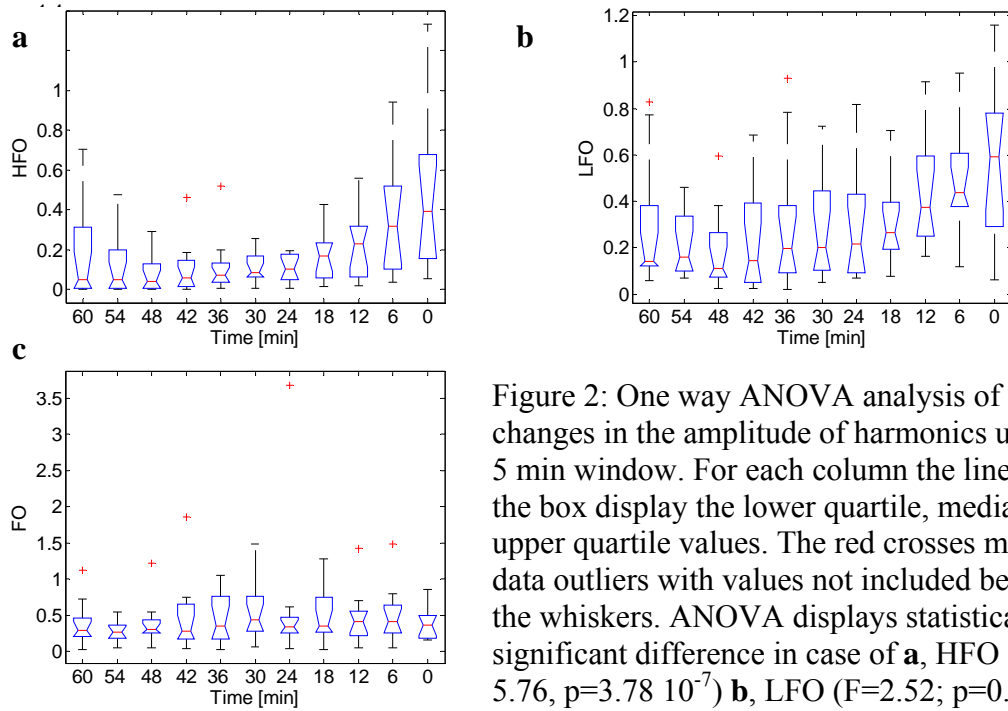 a
1
0.8
0.6
0.4
0.2
0
HFO
60 54 48 42 36 30 24 18 12 6 0
Time [min]
b
1.2
1
0.8
0.6
0.4
0.2
0
LFO
60 54 48 42 36 30 24 18 12 6 0
Time [min]
c
3.5
3
2.5
2
1.5
1
0.5
0
FO
60 54 48 42 36 30 24 18 12 6 0
Time [min]
Figure 2: One way ANOVA analysis of
changes in the amplitude of harmonics
5 min window. For each column the
the box display the lower quartile,
upper quartile values. The red crosses
data outliers with values not included
the whiskers. ANOVA displays
significant difference in case of a, HFO
5.76, p=3.78 10-7) b, LFO (F=2.52; p=0.